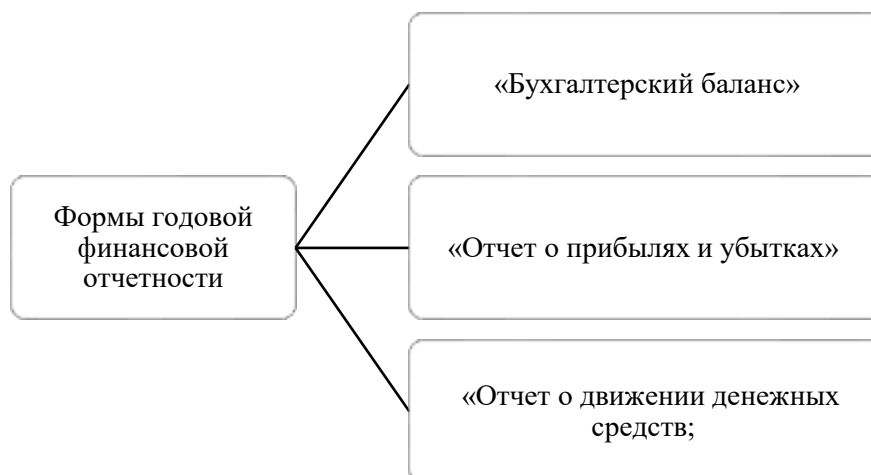 Формы годовой
финансовой
отчетности
«Бухгалтерский баланс»
«Отчет о прибылях и убытках»
«Отчет о движении денежных
средств;